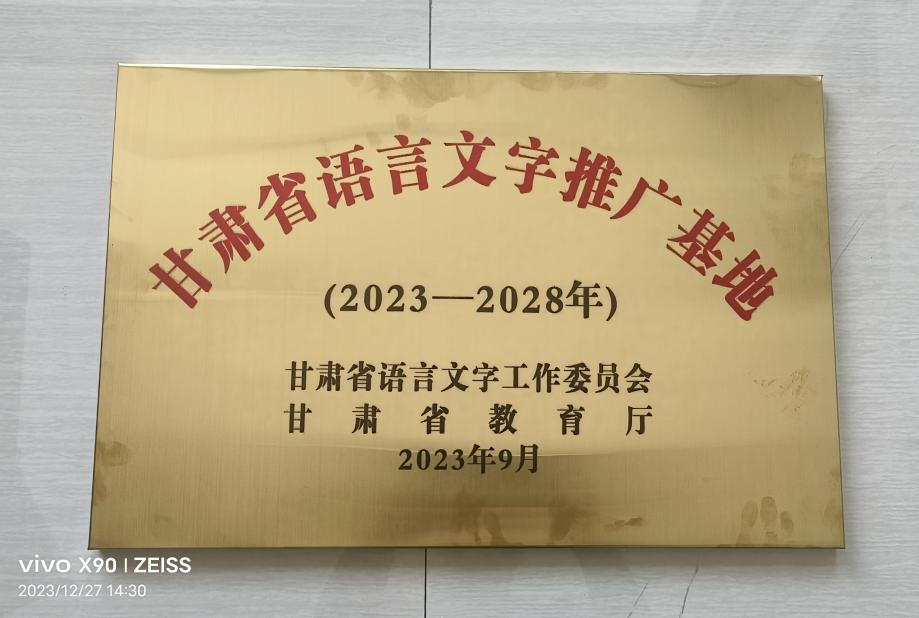 甘肃省语言文字推广基地
(2023—2028年)
甘肃省语言文字工作委员会
甘肃省教育厅
2023年9月
vivo X90 | ZEISS
2023/12/27 14:30